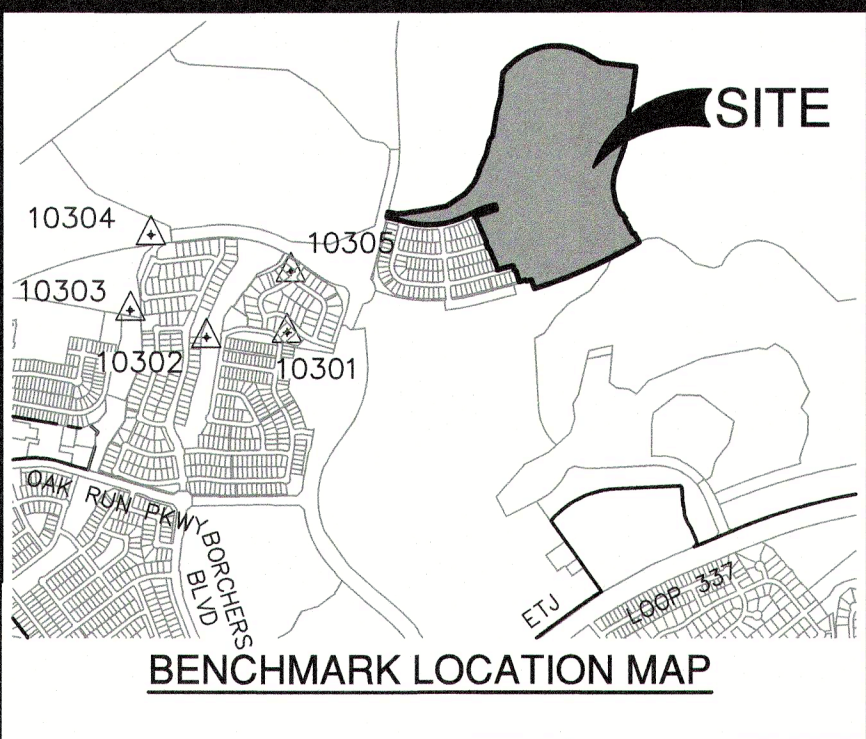 SITE
10304
10305
10303
10302
10301
OAK RUN PKWY
BORCHERS
BLVD
ETJ
LOOP 337
BENCHMARK LOCATION MAP